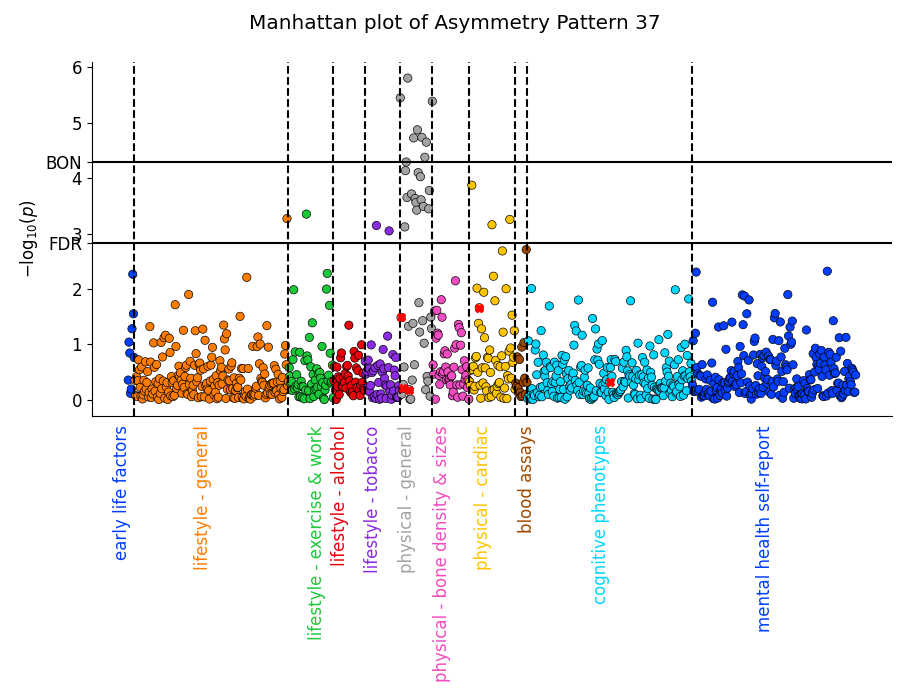 Manhattan plot of Asymmetry Pattern 37
6
5
BON
4
3
FDR
2
1
0
−log10(p)
early life factors
lifestyle - general
lifestyle - exercise & work
lifestyle - alcohol
lifestyle - tobacco
physical - general
physical - bone density & sizes
physical - cardiac
blood assays
cognitive phenotypes
mental health self-report